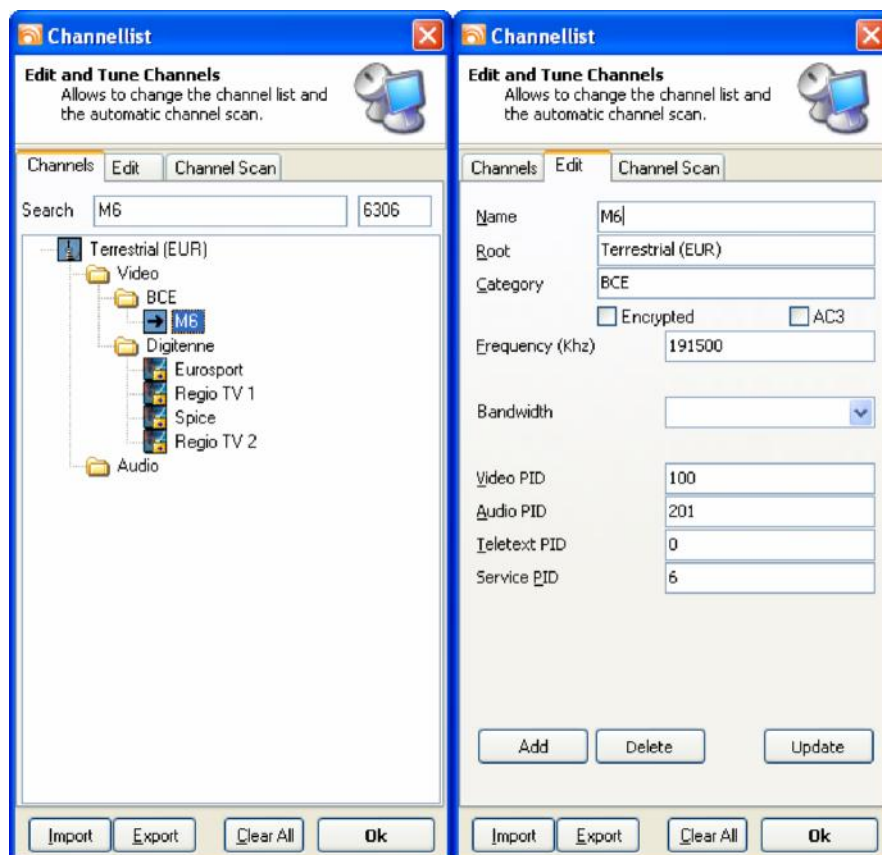 Channellist
Edit and Tune Channels
Allows to change the channel list and
the automatic channel scan.
Channels Edit Channel Scan
Search M6 6306
Terrestrial (EUR)
Video
BCE
M6
Digitenne
Eurosport
Regio TV 1
Spice
Regio TV 2
Audio
Import Export Clear All Ok
Channellist
Edit and Tune Channels
Allows to change the channel list and
the automatic channel scan.
Channels Edit Channel Scan
Name M6
Root Terrestrial (EUR)
Category BCE
Encrypted AC3
Frequency (Khz) 191500
Bandwidth
Video PID 100
Audio PID 201
Teletext PID 0
Service PID 6
Add Delete Update
Import Export Clear All Ok